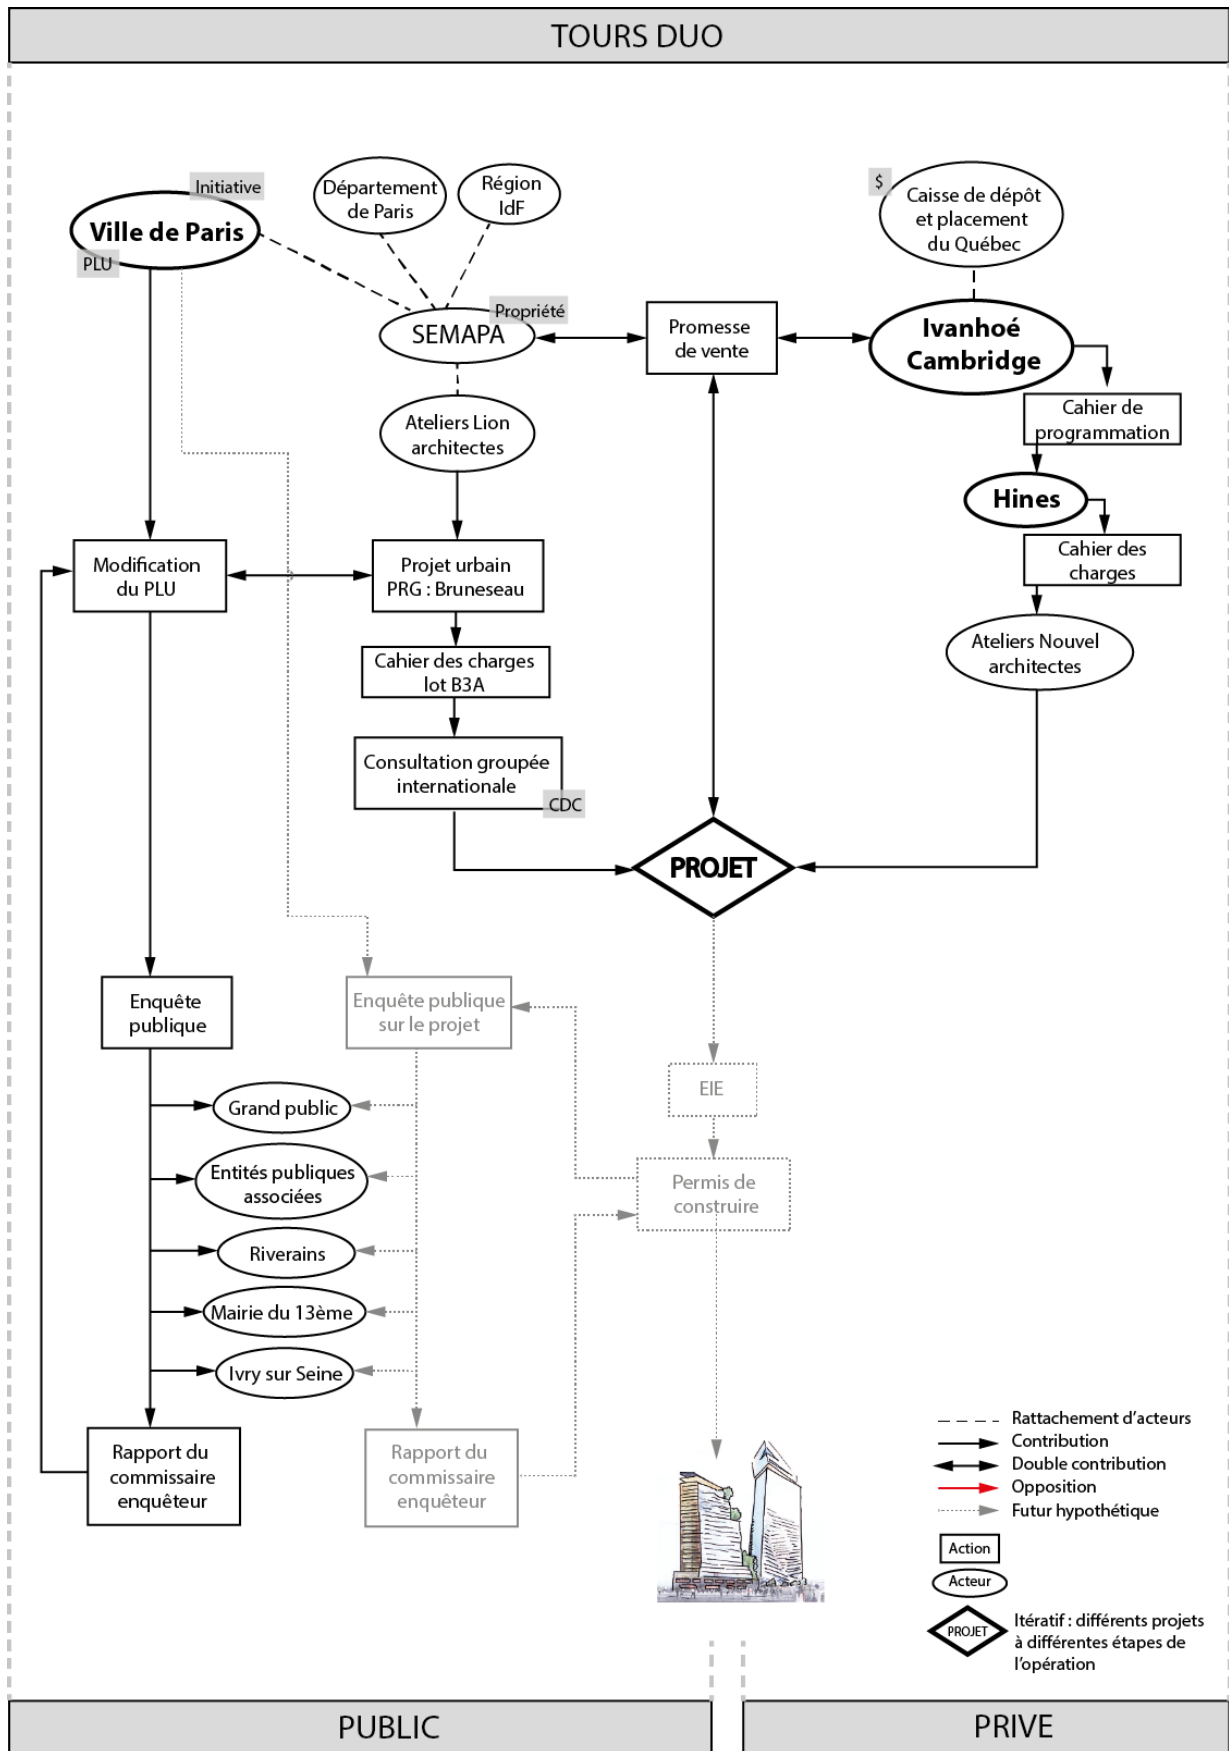 TOURS DUO
Initiative
Ville de Paris
PLU
Département
de Paris
Région
IdF
$
Caisse de dépôt
et placement
du Québec
Propriété
SEMAPA
Promesse
de vente
Ivanhoé
Cambridge
Ateliers Lion
architectes
Cahier de
programmation
Hines
Modification
du PLU
Projet urbain
PRG : Bruneseau
Cahier des
charges
Cahier des charges
lot B3A
Ateliers Nouvel
architectes
Consultation groupée
internationale
CDC
PROJET
Enquête
publique
Enquête publique
sur le projet
EIE
Grand public
Entités publiques
associées
Permis de
construire
Riverains
Mairie du 13ème
Ivry sur Seine
Rapport du
commissaire
enquêteur
Rapport du
commissaire
enquêteur
Rattachement d'acteurs
Contribution
Double contribution
Opposition
Futur hypothétique
Action
Acteur
PROJET
Itératif : différents projets
à différentes étapes de
l'opération
PUBLIC
PRIVE